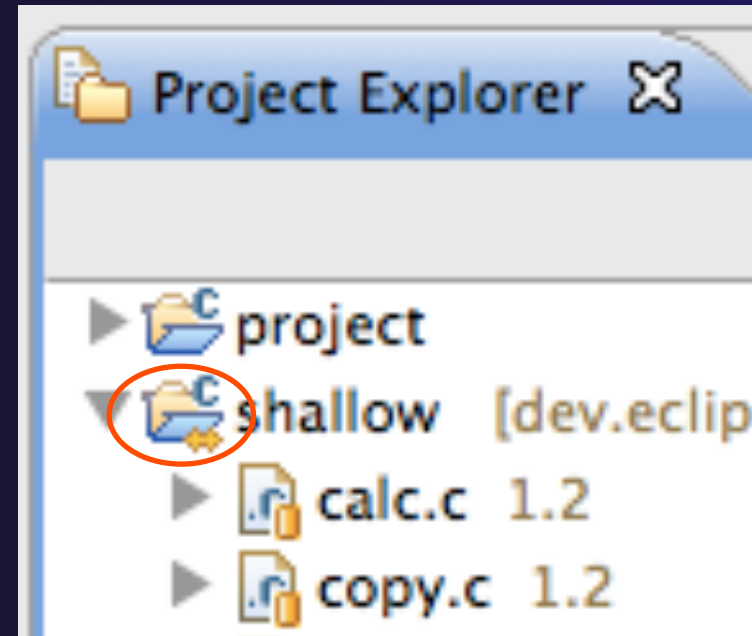 Project Explorer
project
shallow [dev.eclip
.c calc.c 1.2
.c copy.c 1.2